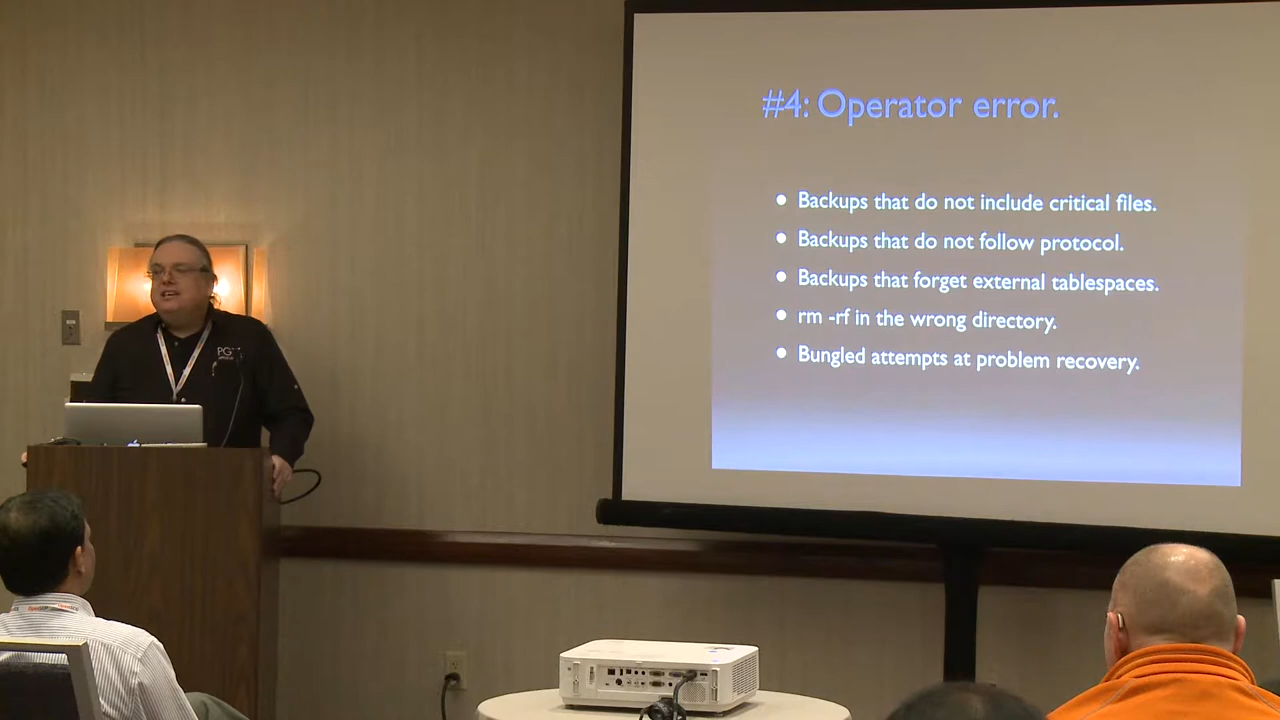 #4: Operator error.
• Backups that do not include critical files.
• Backups that do not follow protocol.
• Backups that forget external tablespaces.
• rm -rf in the wrong directory.
• Bungled attempts at problem recovery.
PG